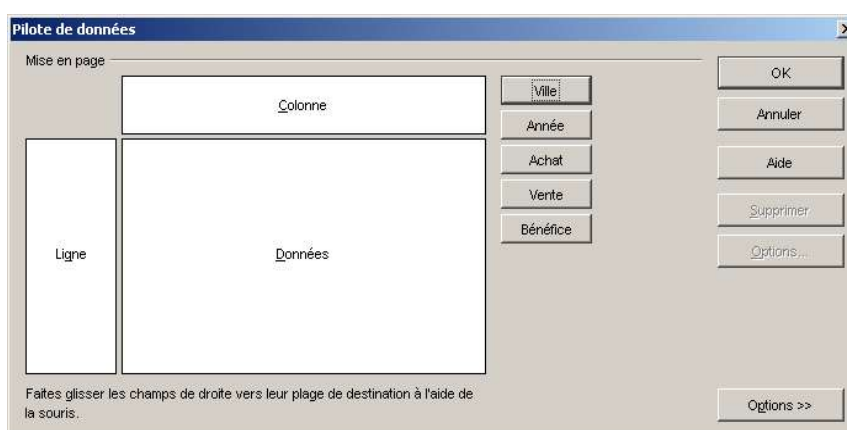 Pilote de données
Mise en page
Colonne
Ligne
Données
Ville
Année
Achat
Vente
Bénéfice
OK
Annuler
Aide
Supprimer
Options...
Faites glisser les champs de droite vers leur plage de destination à l'aide de
la souris.
Options >>